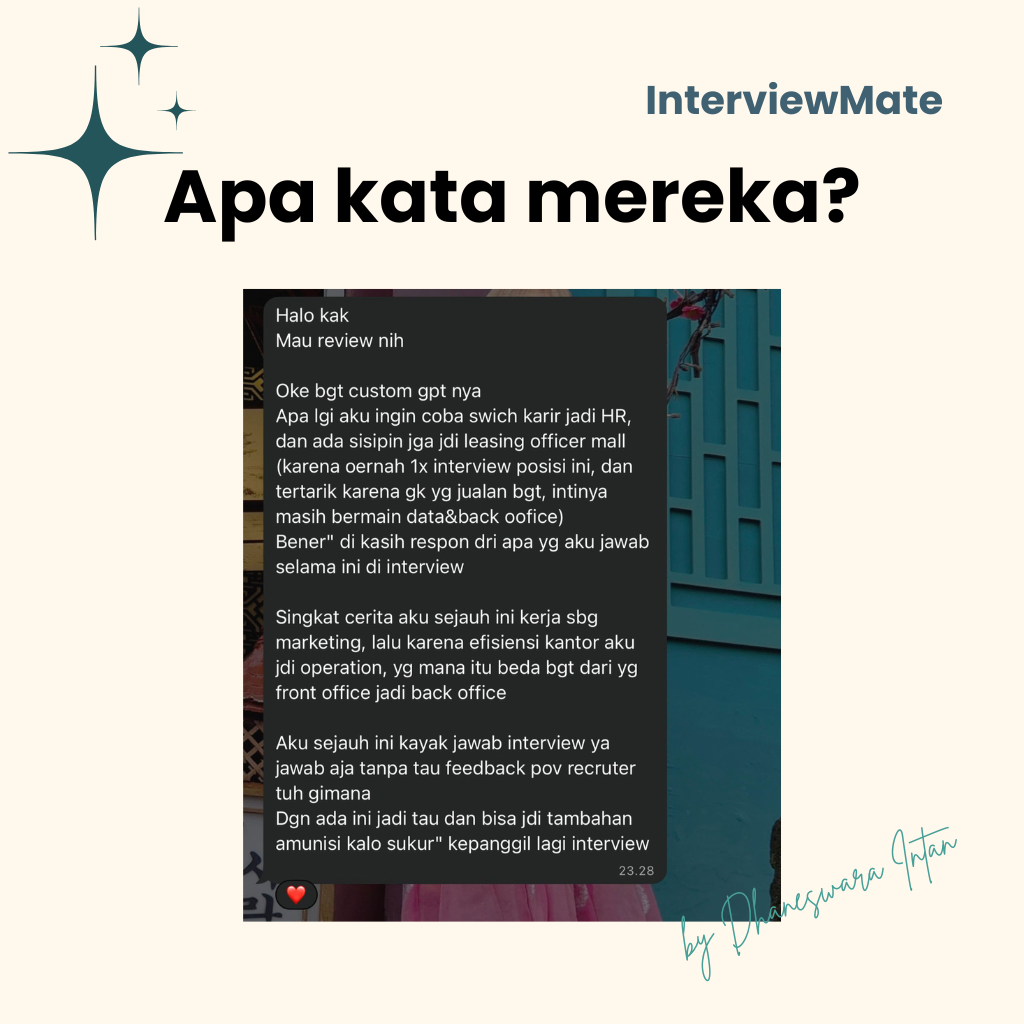 InterviewMate
Apa kata mereka?
Halo kak
Mau review nih
Oke bgt custom gpt nya
Apa lgi aku ingin coba swich karir jadi HR,
dan ada sisipin jga jdi leasing officer mall
(karena oernah 1x interview posisi ini, dan
tertarik karena gk yg jualan bgt, intinya
masih bermain data&back oofice)
Bener" di kasih respon dri apa yg aku jawab
selama ini di interview
Singkat cerita aku sejauh ini kerja sbg
marketing, lalu karena efisiensi kantor aku
jdi operation, yg mana itu beda bgt dari yg
front office jadi back office
Aku sejauh ini kayak jawab interview ya
jawab aja tanpa tau feedback pov recruter
tuh gimana
Dgn ada ini jadi tau dan bisa jdi tambahan
amunisi kalo sukur" kepanggil lagi interview
23.28
by Dhaneswara Intan